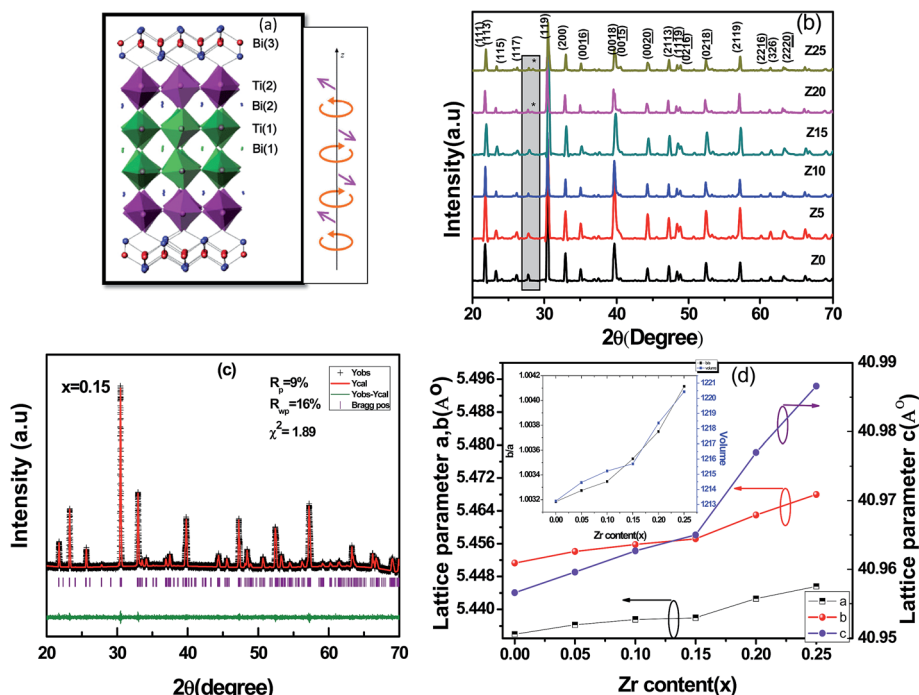 (a)
Bi(3)
Ti(2)
Bi(2)
Ti(1)
Bi(1)
z
(b)
(111)
(113)
(115)
(117)
(119)
(200)
(0016)
(0018)
(0015)
(0020)
(2113)
(1119)
(0216)
(0218)
(2119)
(2216)
(326)
(2220)
Z25
Z20
Z15
Z10
Z5
Z0
*
*
Intensity(a.u)
20 30 40 50 60 70
2θ(Degree)
(c)
x=0.15
Rp=9%
Rwp=16%
χ2= 1.89
Yobs
Ycal
Yobs-Ycal
Bragg pos
Intensity (a.u)
20 30 40 50 60 70
2θ(degree)
(d)
Lattice parameter a,b(A°)
5.496
5.488
5.480
5.472
5.464
5.456
5.448
5.440
40.99
40.98
40.97
40.96
40.95
Lattice parameter c(A°)
b/a
volume
1.0042
1.0040
1.0038
1.0036
1.0034
1.0032
b/a
1221
1220
1219
1218
1217
1216
1215
1214
1213
Volume
0.00 0.05 0.10 0.15 0.20 0.25
Zr content(x)
a
b
c
0.00 0.05 0.10 0.15 0.20 0.25
Zr content(x)